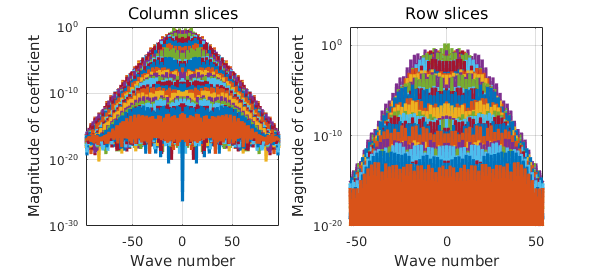 Column slices
Row slices
Magnitude of coefficient
10^0
10^-10
10^-20
10^-30
-50
0
50
Wave number
Magnitude of coefficient
10^0
10^-10
10^-20
-50
0
50
Wave number